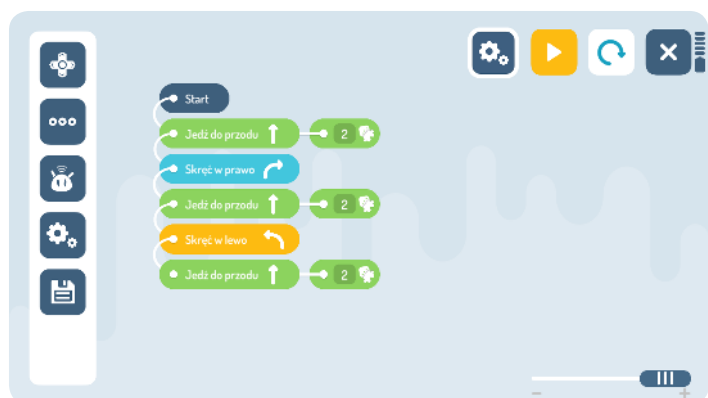 Start
Jedź do przodu 2
Skręć w prawo
Jedź do przodu 2
Skręć w lewo
Jedź do przodu 2